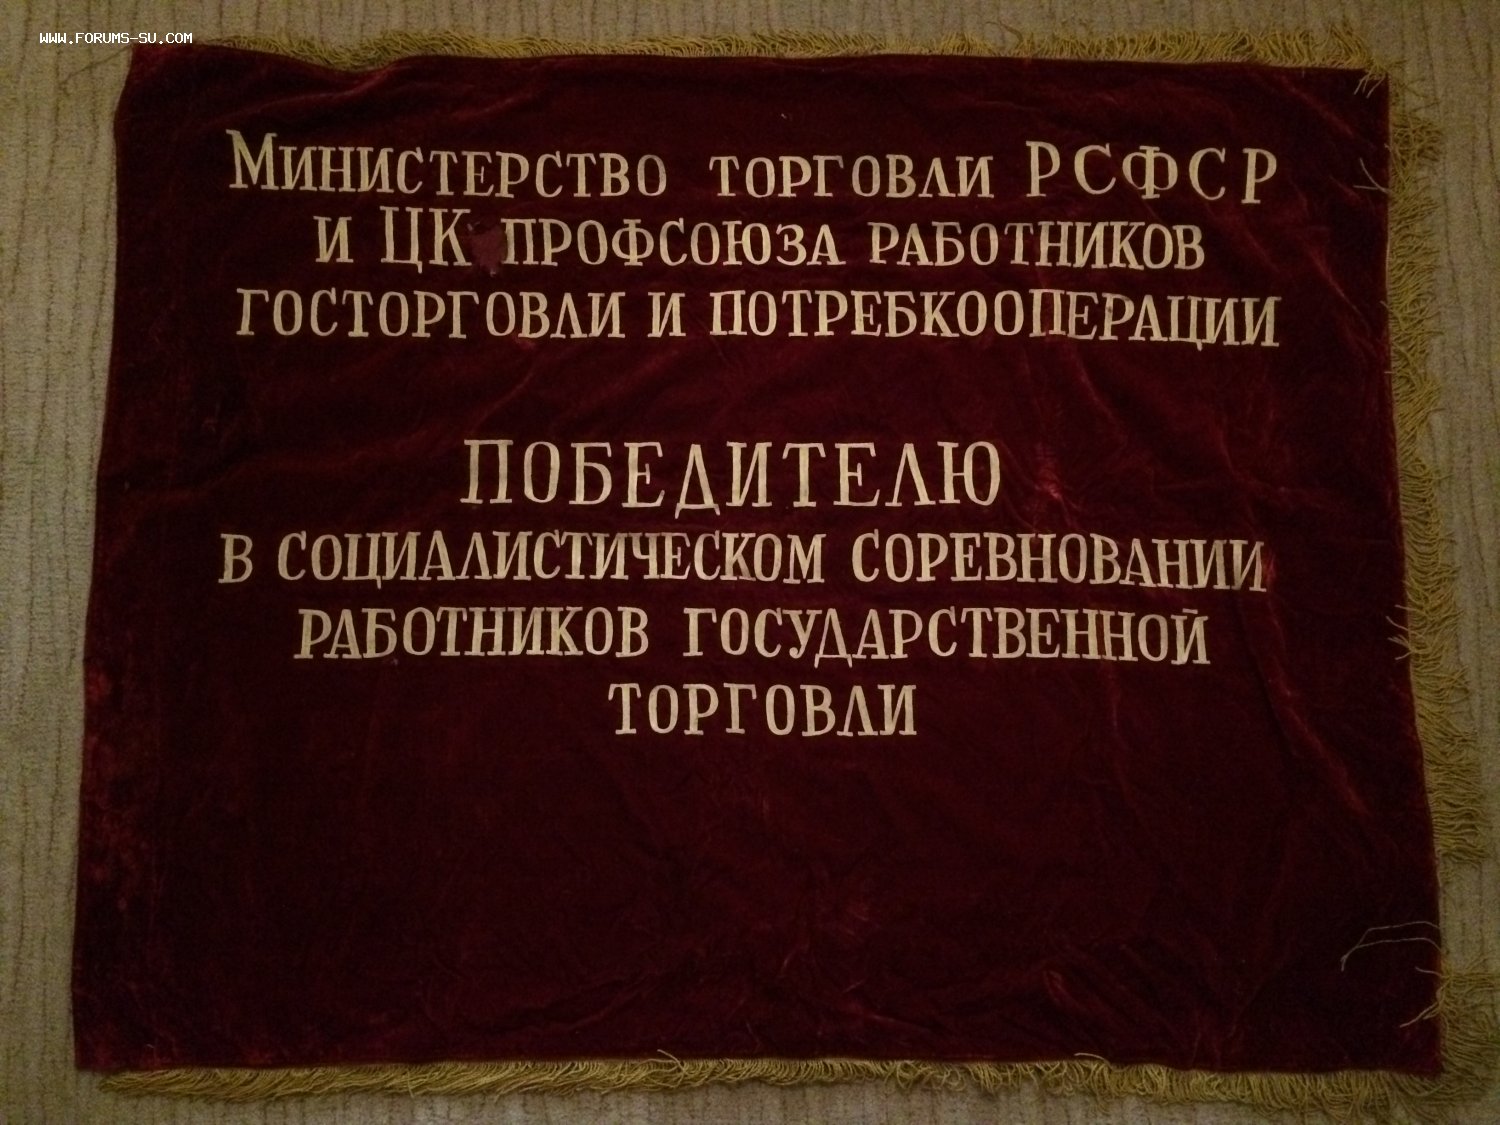 WWW.FORUMS-SU.COM
Министерство торговли РСФСР
и ЦК профсоюза работников
госторговли и потребкооперации
ПОБЕДИТЕЛЮ
в социалистическом соревновании
работников государственной
торговли